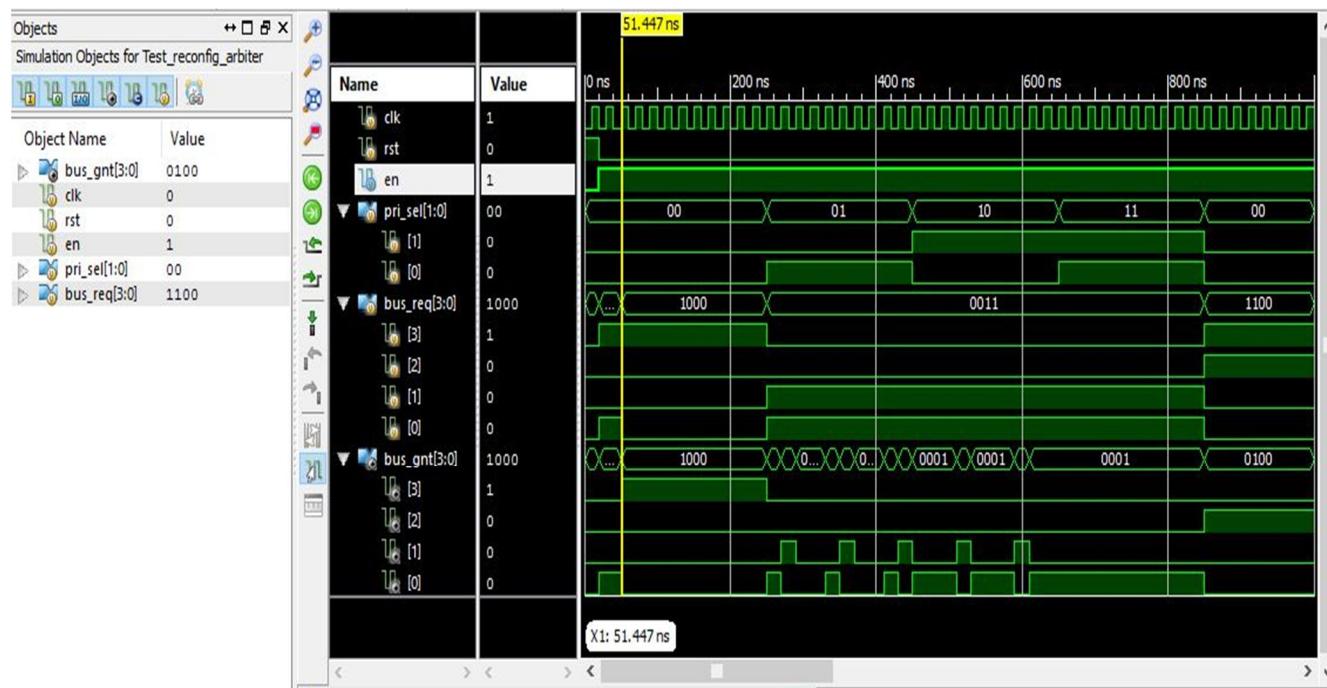 Objects
Simulation Objects for Test_reconfig_arbiter
Object Name Value
bus_gnt[3:0] 0100
clk 0
rst 0
en 1
pri_sel[1:0] 00
bus_req[3:0] 1100
51.447 ns
Name Value 0 ns 200 ns 400 ns 600 ns 800 ns
clk 1
rst 0
en 1
pri_sel[1:0] 00 00 01 10 11 00
[1] 0
[0] 0
bus_req[3:0] 1000 ... 1000 0011 1100
[3] 1
[2] 0
[1] 0
[0] 0
bus_gnt[3:0] 1000 ... 1000 0... 0.. 0001 0001 0001 0100
[3] 1
[2] 0
[1] 0
[0] 0
X1: 51.447 ns